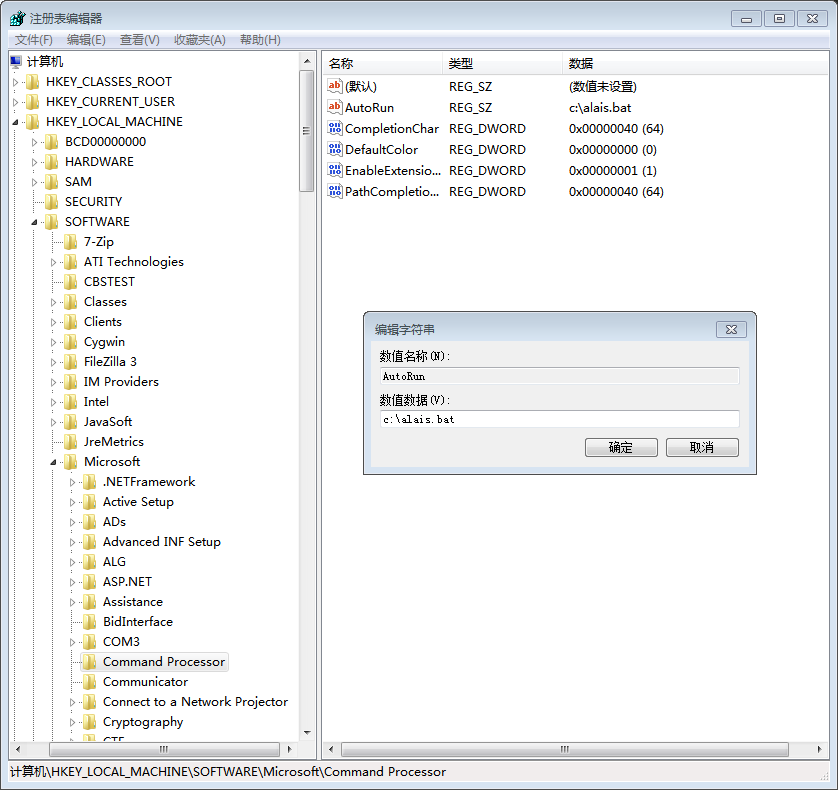 注册表编辑器
文件(F) 编辑(E) 查看(V) 收藏夹(A) 帮助(H)
计算机
HKEY_CLASSES_ROOT
HKEY_CURRENT_USER
HKEY_LOCAL_MACHINE
BCD00000000
HARDWARE
SAM
SECURITY
SOFTWARE
7-Zip
ATI Technologies
CBSTEST
Classes
Clients
Cygwin
FileZilla 3
IM Providers
Intel
JavaSoft
JreMetrics
Microsoft
.NETFramework
Active Setup
ADs
Advanced INF Setup
ALG
ASP.NET
Assistance
BidInterface
COM3
Command Processor
Communicator
Connect to a Network Projector
Cryptography
CTF
名称 类型 数据
(默认) REG_SZ (数值未设置)
AutoRun REG_SZ c:\alais.bat
CompletionChar REG_DWORD 0x00000040 (64)
DefaultColor REG_DWORD 0x00000000 (0)
EnableExtensio... REG_DWORD 0x00000001 (1)
PathCompletio... REG_DWORD 0x00000040 (64)
编辑字符串
数值名称(N):
AutoRun
数值数据(V):
c:\alais.bat
确定 取消
计算机\HKEY_LOCAL_MACHINE\SOFTWARE\Microsoft\Command Processor